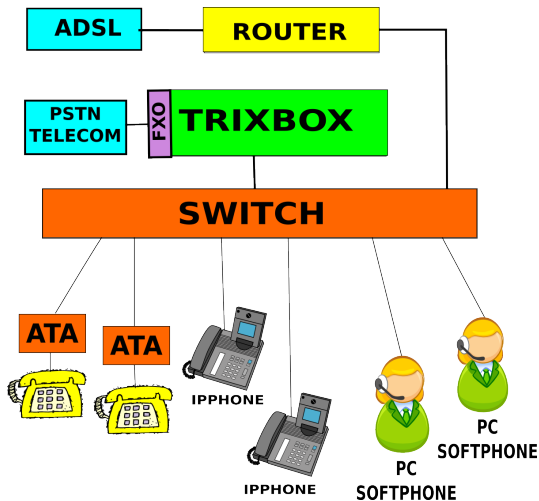 ADSL
ROUTER
PSTN
TELECOM
FXO
TRIXBOX
SWITCH
ATA
ATA
IPPHONE
IPPHONE
PC
SOFTPHONE
PC
SOFTPHONE